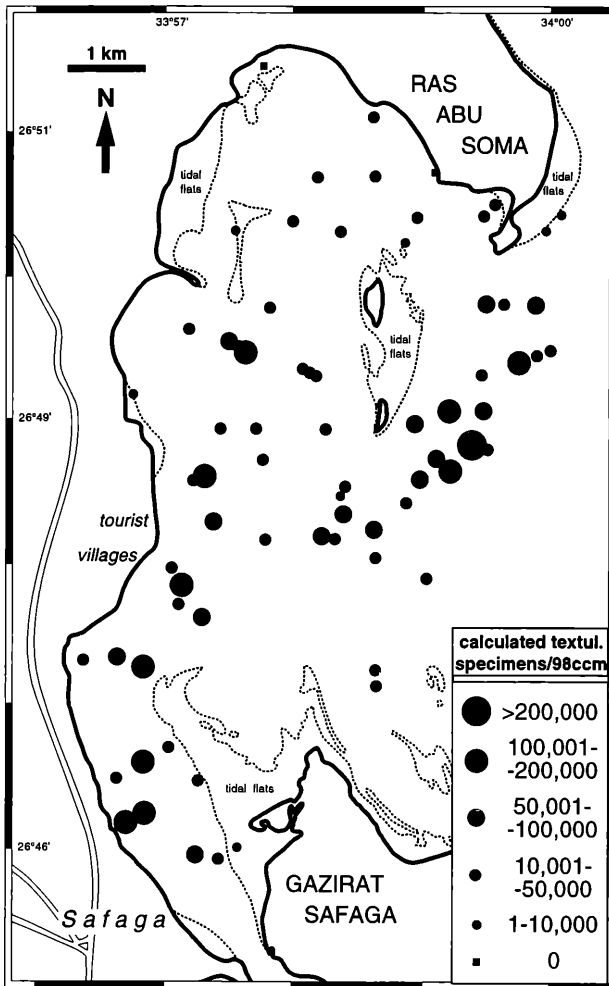 33°57'
34°00'
1 km
N
26°51'
RAS
ABU
SOMA
tidal
flats
tidal
flats
tidal
flats
26°49'
tourist
villages
calculated textul.
specimens/98ccm
>200,000
100,001-
-200,000
50,001-
-100,000
10,001-
-50,000
1-10,000
0
tidal flats
26°46'
GAZIRAT
SAFAGA
Safaga